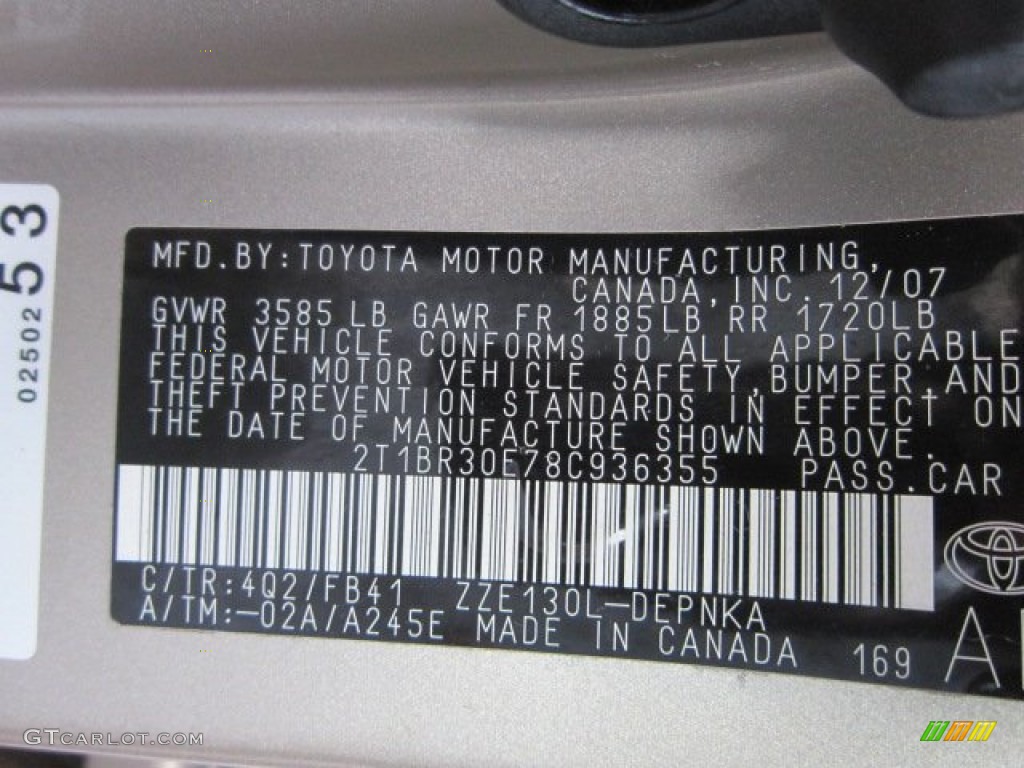 53
02502
MFD.BY:TOYOTA MOTOR MANUFACTURING,
CANADA,INC. 12/07
GVWR 3585 LB GAWR FR 1885LB RR 1720LB
THIS VEHICLE CONFORMS TO ALL APPLICABLE
FEDERAL MOTOR VEHICLE SAFETY,BUMPER,AND
THEFT PREVENTION STANDARDS IN EFFECT ON
THE DATE OF MANUFACTURE SHOWN ABOVE.
2T1BR30E78C936355 PASS.CAR
C/TR:4Q2/FB41 ZZE130L-DEPNKA
A/TM:-02A/A245E MADE IN CANADA 169
GTCARLOT.COM